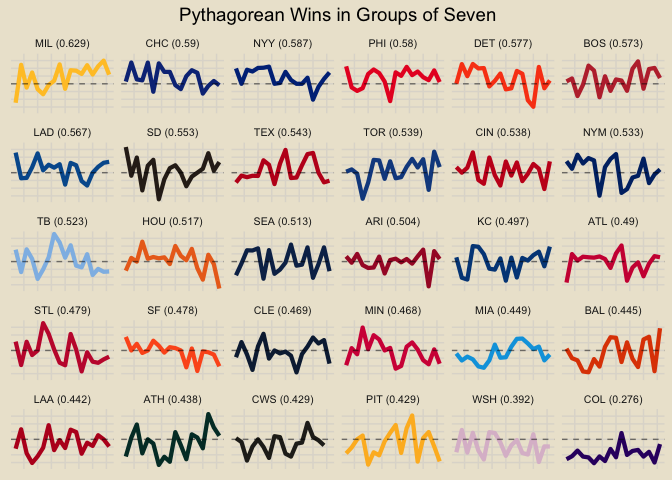 Pythagorean Wins in Groups of Seven
MIL (0.629) CHC (0.59) NYY (0.587) PHI (0.58) DET (0.577) BOS (0.573)
LAD (0.567) SD (0.553) TEX (0.543) TOR (0.539) CIN (0.538) NYM (0.533)
TB (0.523) HOU (0.517) SEA (0.513) ARI (0.504) KC (0.497) ATL (0.49)
STL (0.479) SF (0.478) CLE (0.469) MIN (0.468) MIA (0.449) BAL (0.445)
LAA (0.442) ATH (0.438) CWS (0.429) PIT (0.429) WSH (0.392) COL (0.276)